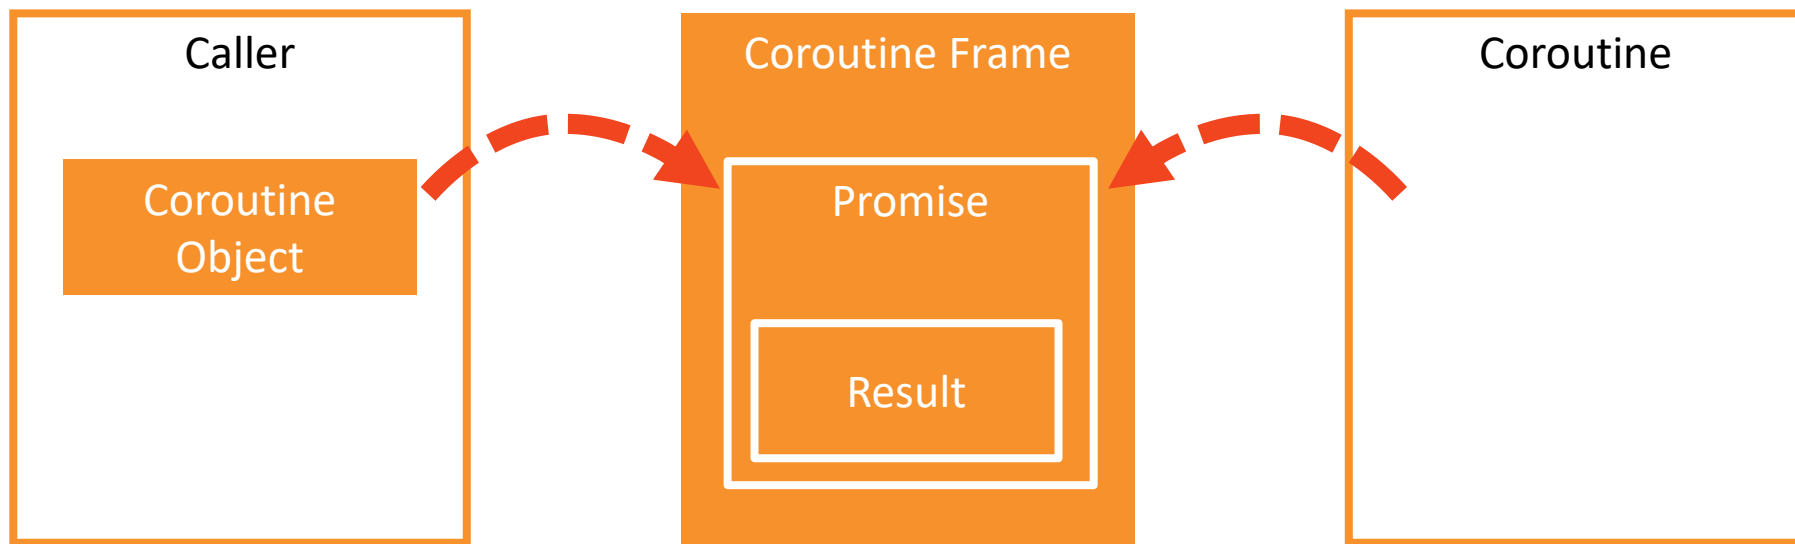 Caller
Coroutine
Object
Coroutine Frame
Promise
Result
Coroutine